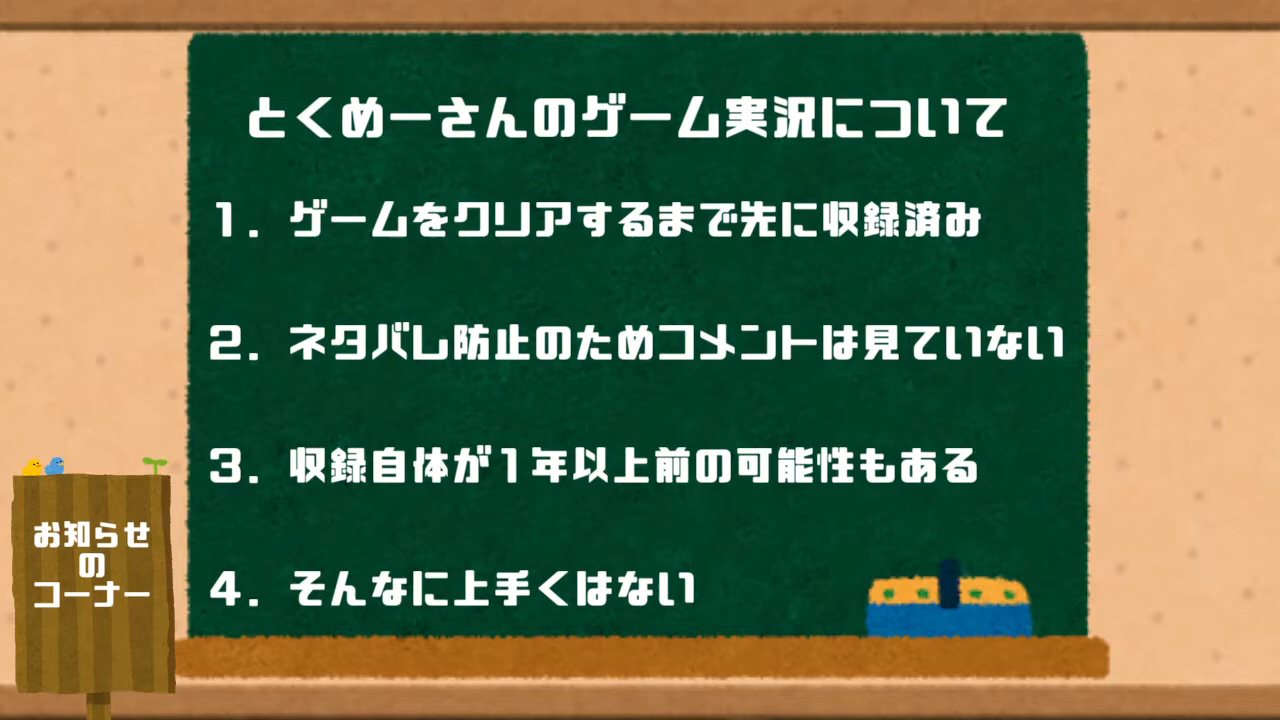 とくめーさんのゲーム実況について
１．ゲームをクリアするまで先に収録済み
２．ネタバレ防止のためコメントは見ていない
３．収録自体が１年以上前の可能性もある
４．そんなに上手くはない
お知らせ
の
コーナー